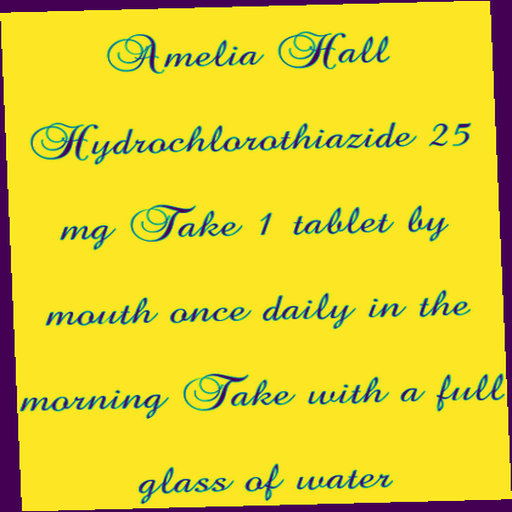 Amelia Hall
Hydrochlorothiazide 25
mg Take 1 tablet by
mouth once daily in the
morning Take with a full
glass of water